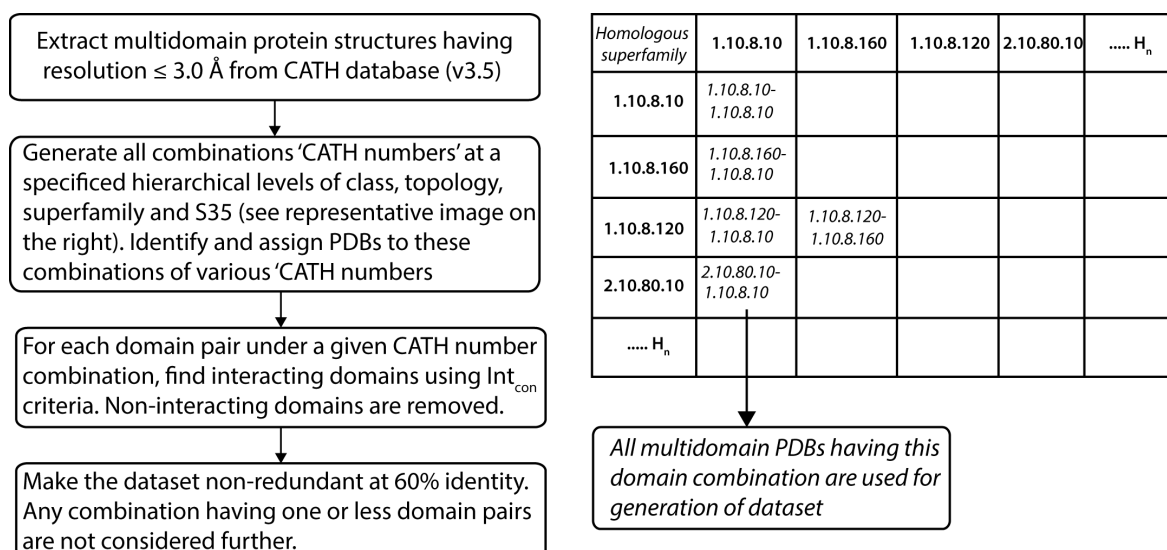 Extract multidomain protein structures having
resolution ≤ 3.0 Å from CATH database (v3.5)
Generate all combinations ‘CATH numbers’ at a
specificed hierarchical levels of class, topology,
superfamily and S35 (see representative image on
the right). Identify and assign PDBs to these
combinations of various ‘CATH numbers
For each domain pair under a given CATH number
combination, find interacting domains using Int_con
criteria. Non-interacting domains are removed.
Make the dataset non-redundant at 60% identity.
Any combination having one or less domain pairs
are not considered further.
Homologous
superfamily
1.10.8.10
1.10.8.160
1.10.8.120
2.10.80.10
..... H_n
1.10.8.10
1.10.8.10-
1.10.8.10
1.10.8.160
1.10.8.160-
1.10.8.10
1.10.8.120
1.10.8.120-
1.10.8.10
1.10.8.120-
1.10.8.160
2.10.80.10
2.10.80.10-
1.10.8.10
..... H_n
All multidomain PDBs having this
domain combination are used for
generation of dataset